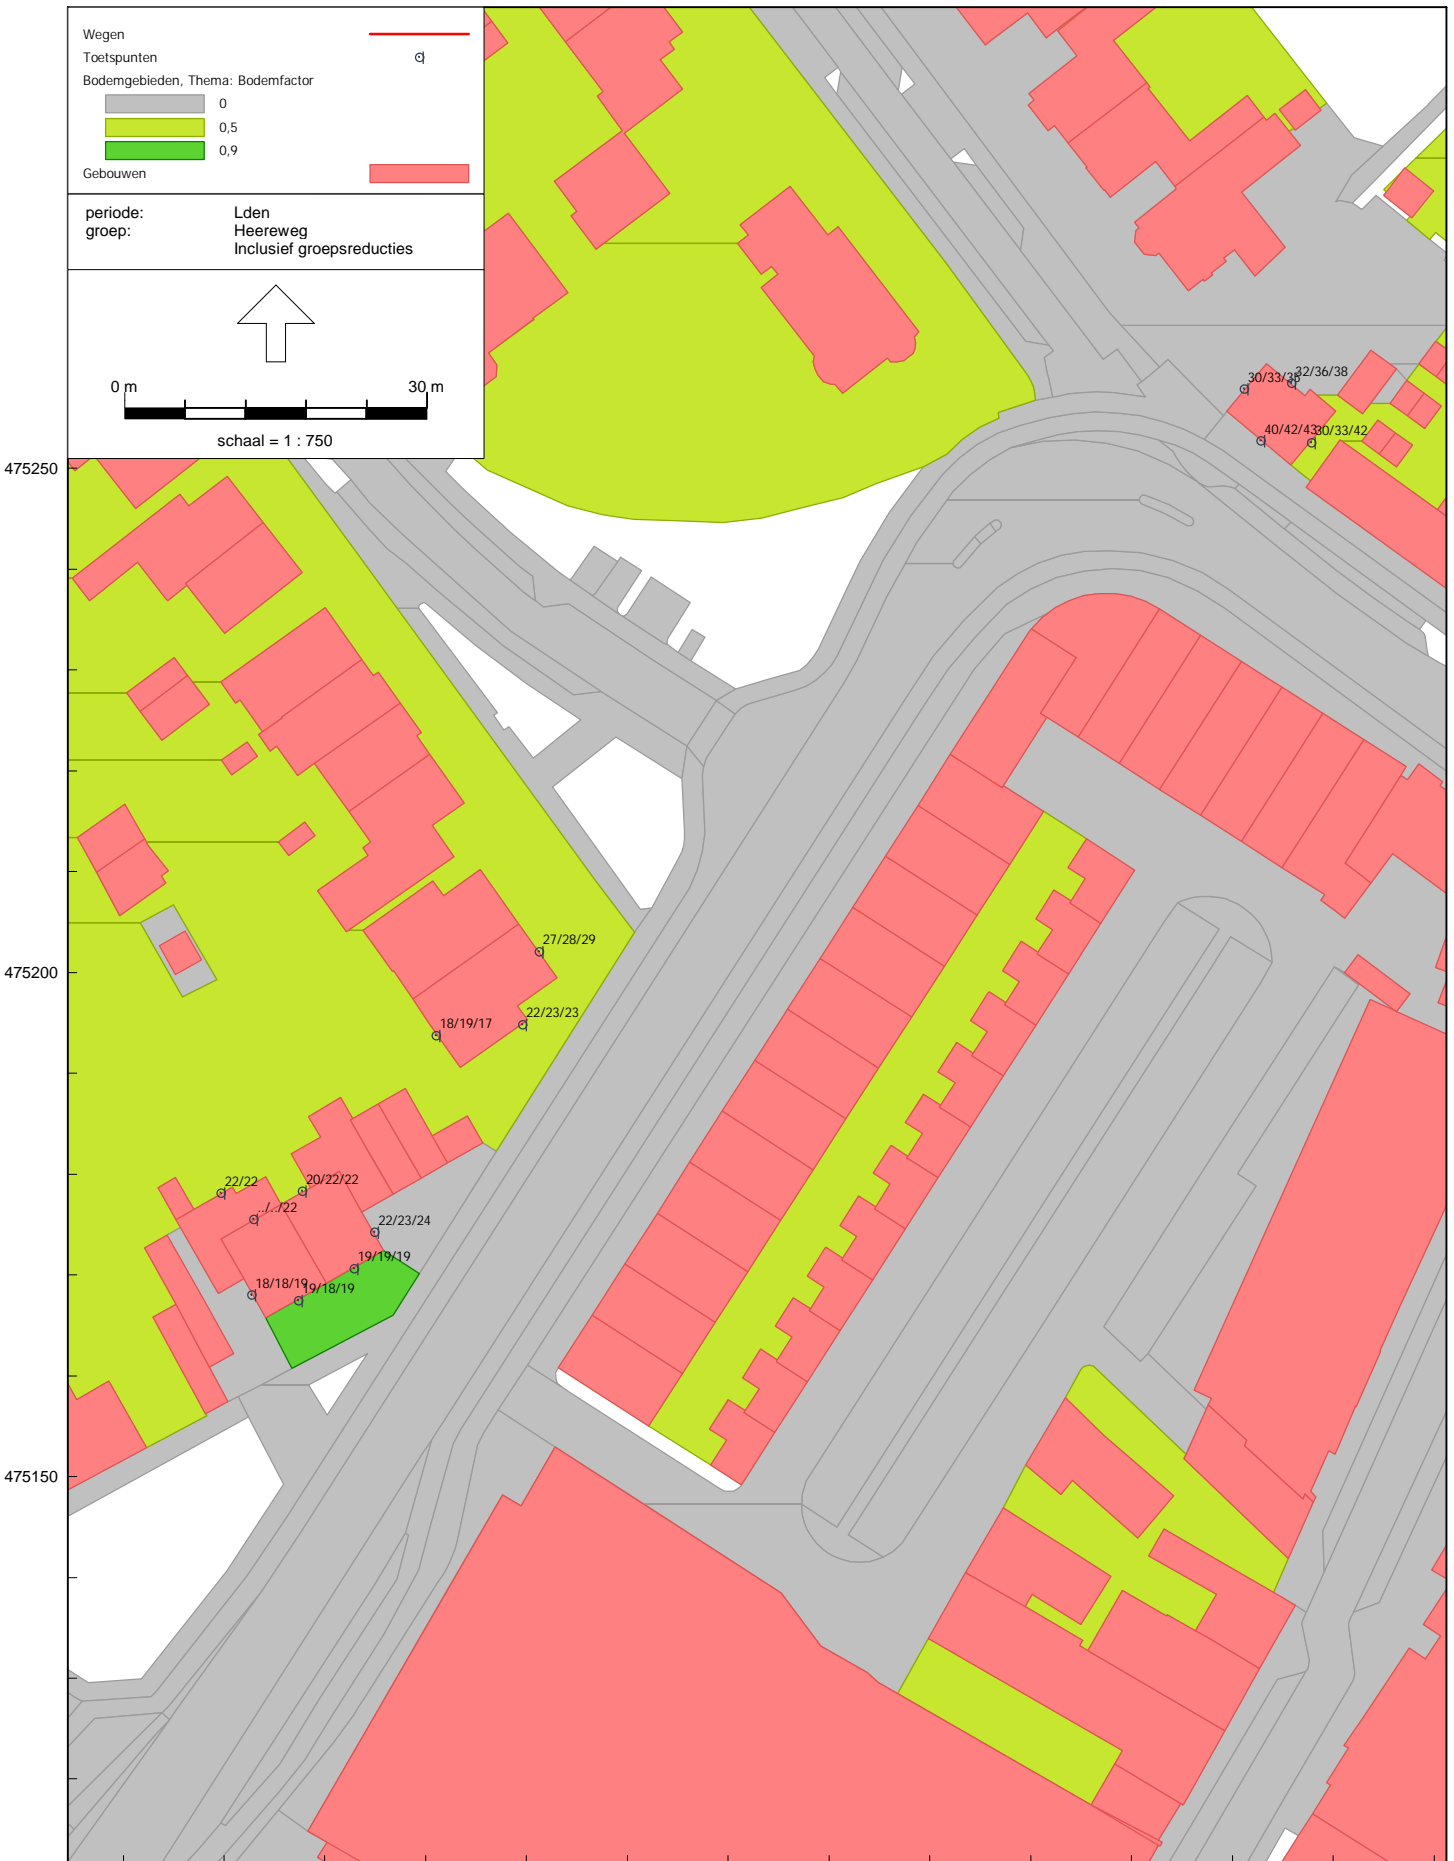 Wegen
Toetspunten
Bodemgebieden, Thema: Bodemfactor
0
0,5
0,9
Gebouwen
periode: Lden
groep: Heereweg
Inclusief groepsreducties
0 m 30 m
schaal = 1 : 750
30/33/35
32/36/38
40/42/43
30/33/42
475250
27/28/29
475200
18/19/17
22/23/23
22/22
20/22/22
../../22
22/23/24
19/19/19
18/18/19
19/18/19
475150